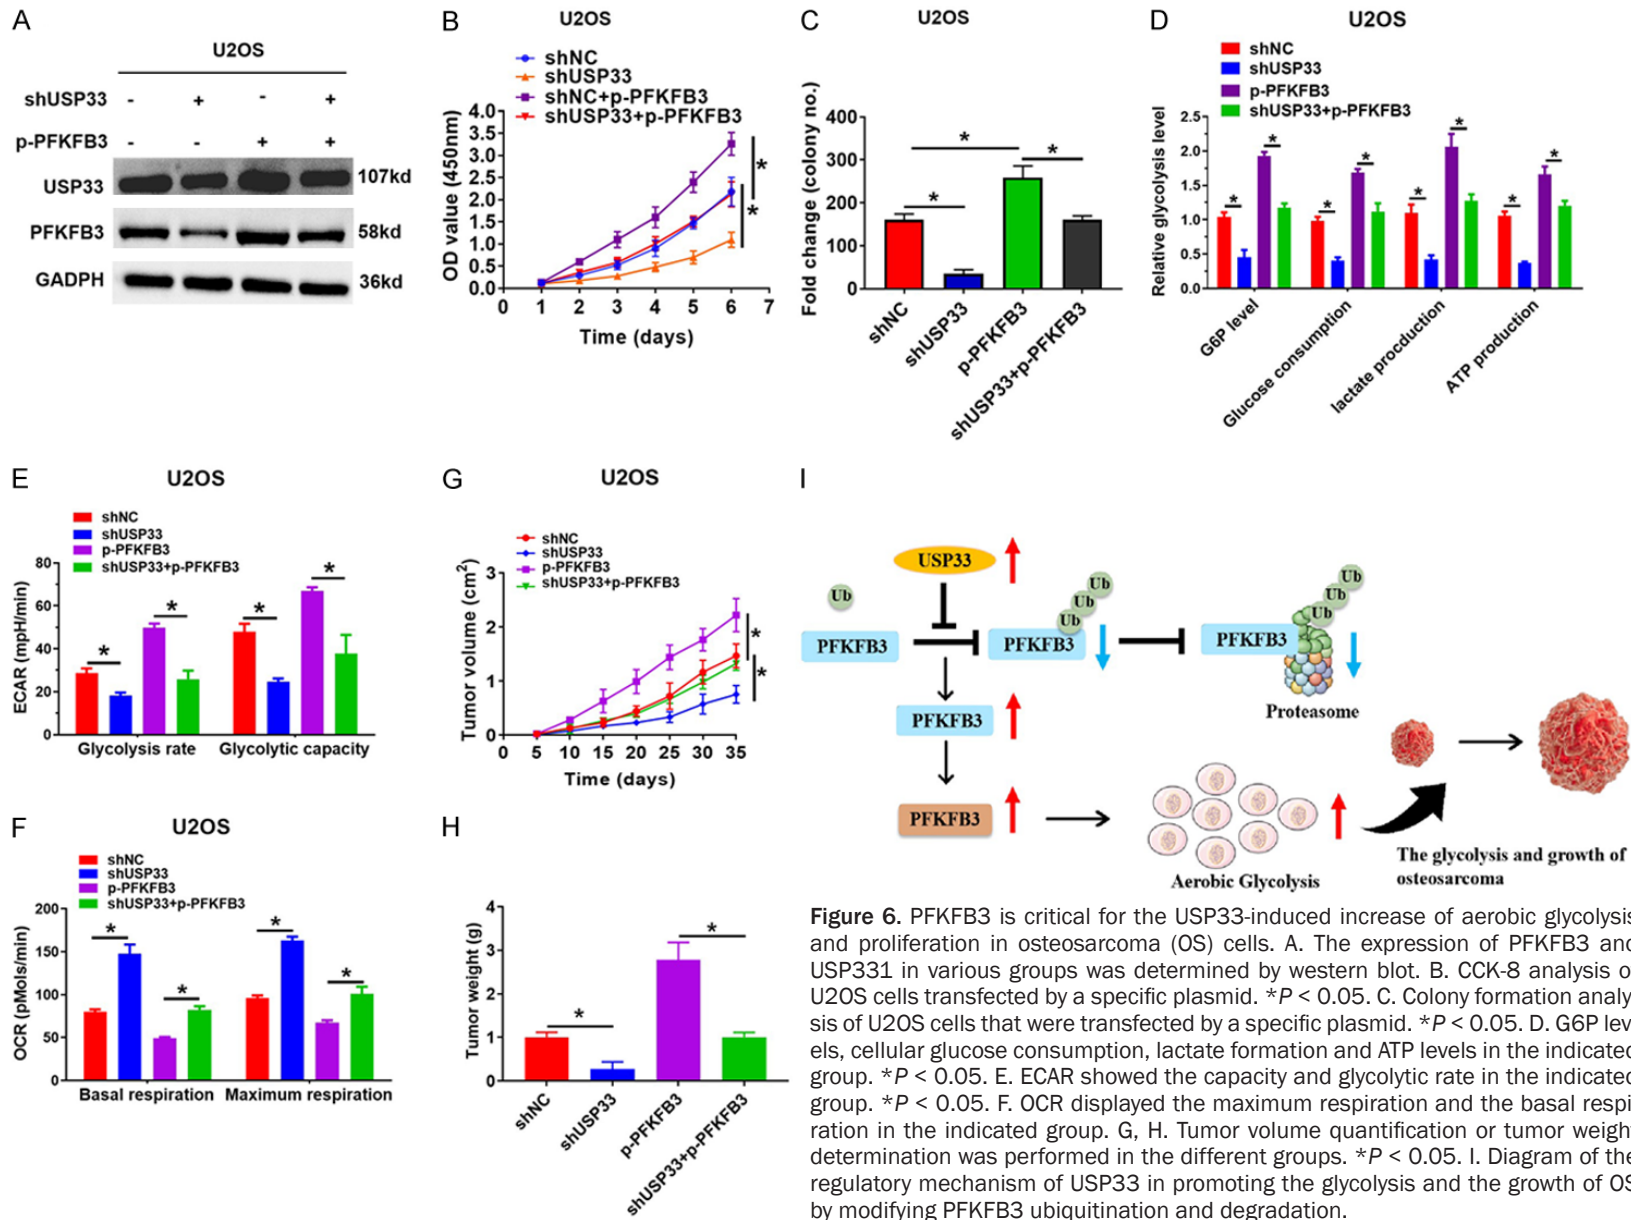 A
U2OS
shUSP33 - + - +
p-PFKFB3 - - + +
USP33 107kd
PFKFB3 58kd
GADPH 36kd
B
U2OS
shNC
shUSP33
shNC+p-PFKFB3
shUSP33+p-PFKFB3
OD value (450nm)
4.0
3.5
3.0
2.5
2.0
1.5
1.0
0.5
0.0
*
*
0 1 2 3 4 5 6 7
Time (days)
C
U2OS
Fold change (colony no.)
400
300
200
100
0
* * *
shNC
shUSP33
p-PFKFB3
shUSP33+p-PFKFB3
D
U2OS
shNC
shUSP33
p-PFKFB3
shUSP33+p-PFKFB3
Relative glycolysis level
2.5
2.0
1.5
1.0
0.5
0.0
* * * * * * * *
G6P level
Glucose consumption
lactate procduction
ATP production
E
U2OS
shNC
shUSP33
p-PFKFB3
shUSP33+p-PFKFB3
ECAR (mpH/min)
80
60
40
20
0
* * * *
Glycolysis rate Glycolytic capacity
F
U2OS
shNC
shUSP33
p-PFKFB3
shUSP33+p-PFKFB3
OCR (pMols/min)
200
150
100
50
0
* * * *
Basal respiration Maximum respiration
G
U2OS
shNC
shUSP33
p-PFKFB3
shUSP33+p-PFKFB3
Tumor volume (cm2)
3
2
1
0
*
*
0 5 10 15 20 25 30 35
Time (days)
H
Tumor weight (g)
4
3
2
1
0
* *
shNC
shUSP33
p-PFKFB3
shUSP33+p-PFKFB3
I
USP33
Ub
Ub
Ub
Ub
Ub
Ub
Ub
PFKFB3 PFKFB3 PFKFB3
Proteasome
PFKFB3
PFKFB3
Aerobic Glycolysis
The glycolysis and growth of
osteosarcoma
Figure 6. PFKFB3 is critical for the USP33-induced increase of aerobic glycolysis
and proliferation in osteosarcoma (OS) cells. A. The expression of PFKFB3 and
USP331 in various groups was determined by western blot. B. CCK-8 analysis o
U2OS cells transfected by a specific plasmid. *P < 0.05. C. Colony formation analy
sis of U2OS cells that were transfected by a specific plasmid. *P < 0.05. D. G6P lev
els, cellular glucose consumption, lactate formation and ATP levels in the indicated
group. *P < 0.05. E. ECAR showed the capacity and glycolytic rate in the indicated
group. *P < 0.05. F. OCR displayed the maximum respiration and the basal respi
ration in the indicated group. G, H. Tumor volume quantification or tumor weight
determination was performed in the different groups. *P < 0.05. I. Diagram of the
regulatory mechanism of USP33 in promoting the glycolysis and the growth of OS
by modifying PFKFB3 ubiquitination and degradation.